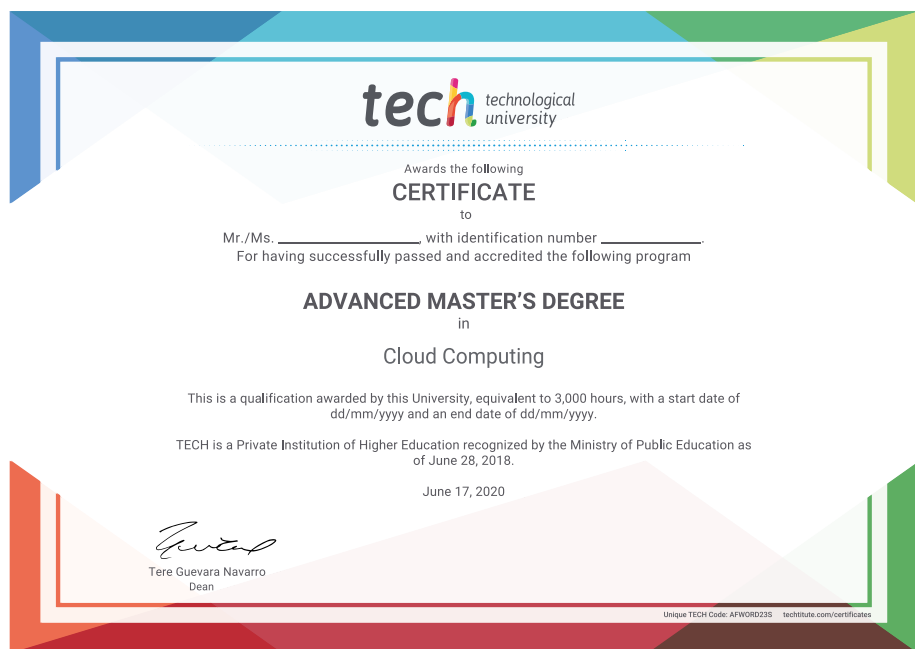 tech technological
university
Awards the following
CERTIFICATE
to
Mr./Ms. ____________________, with identification number ______________.
For having successfully passed and accredited the following program
ADVANCED MASTER'S DEGREE
in
Cloud Computing
This is a qualification awarded by this University, equivalent to 3,000 hours, with a start date of
dd/mm/yyyy and an end date of dd/mm/yyyy.
TECH is a Private Institution of Higher Education recognized by the Ministry of Public Education as
of June 28, 2018.
June 17, 2020
Tere Guevara Navarro
Dean
Unique TECH Code: AFWORD23S techtitute.com/certificates